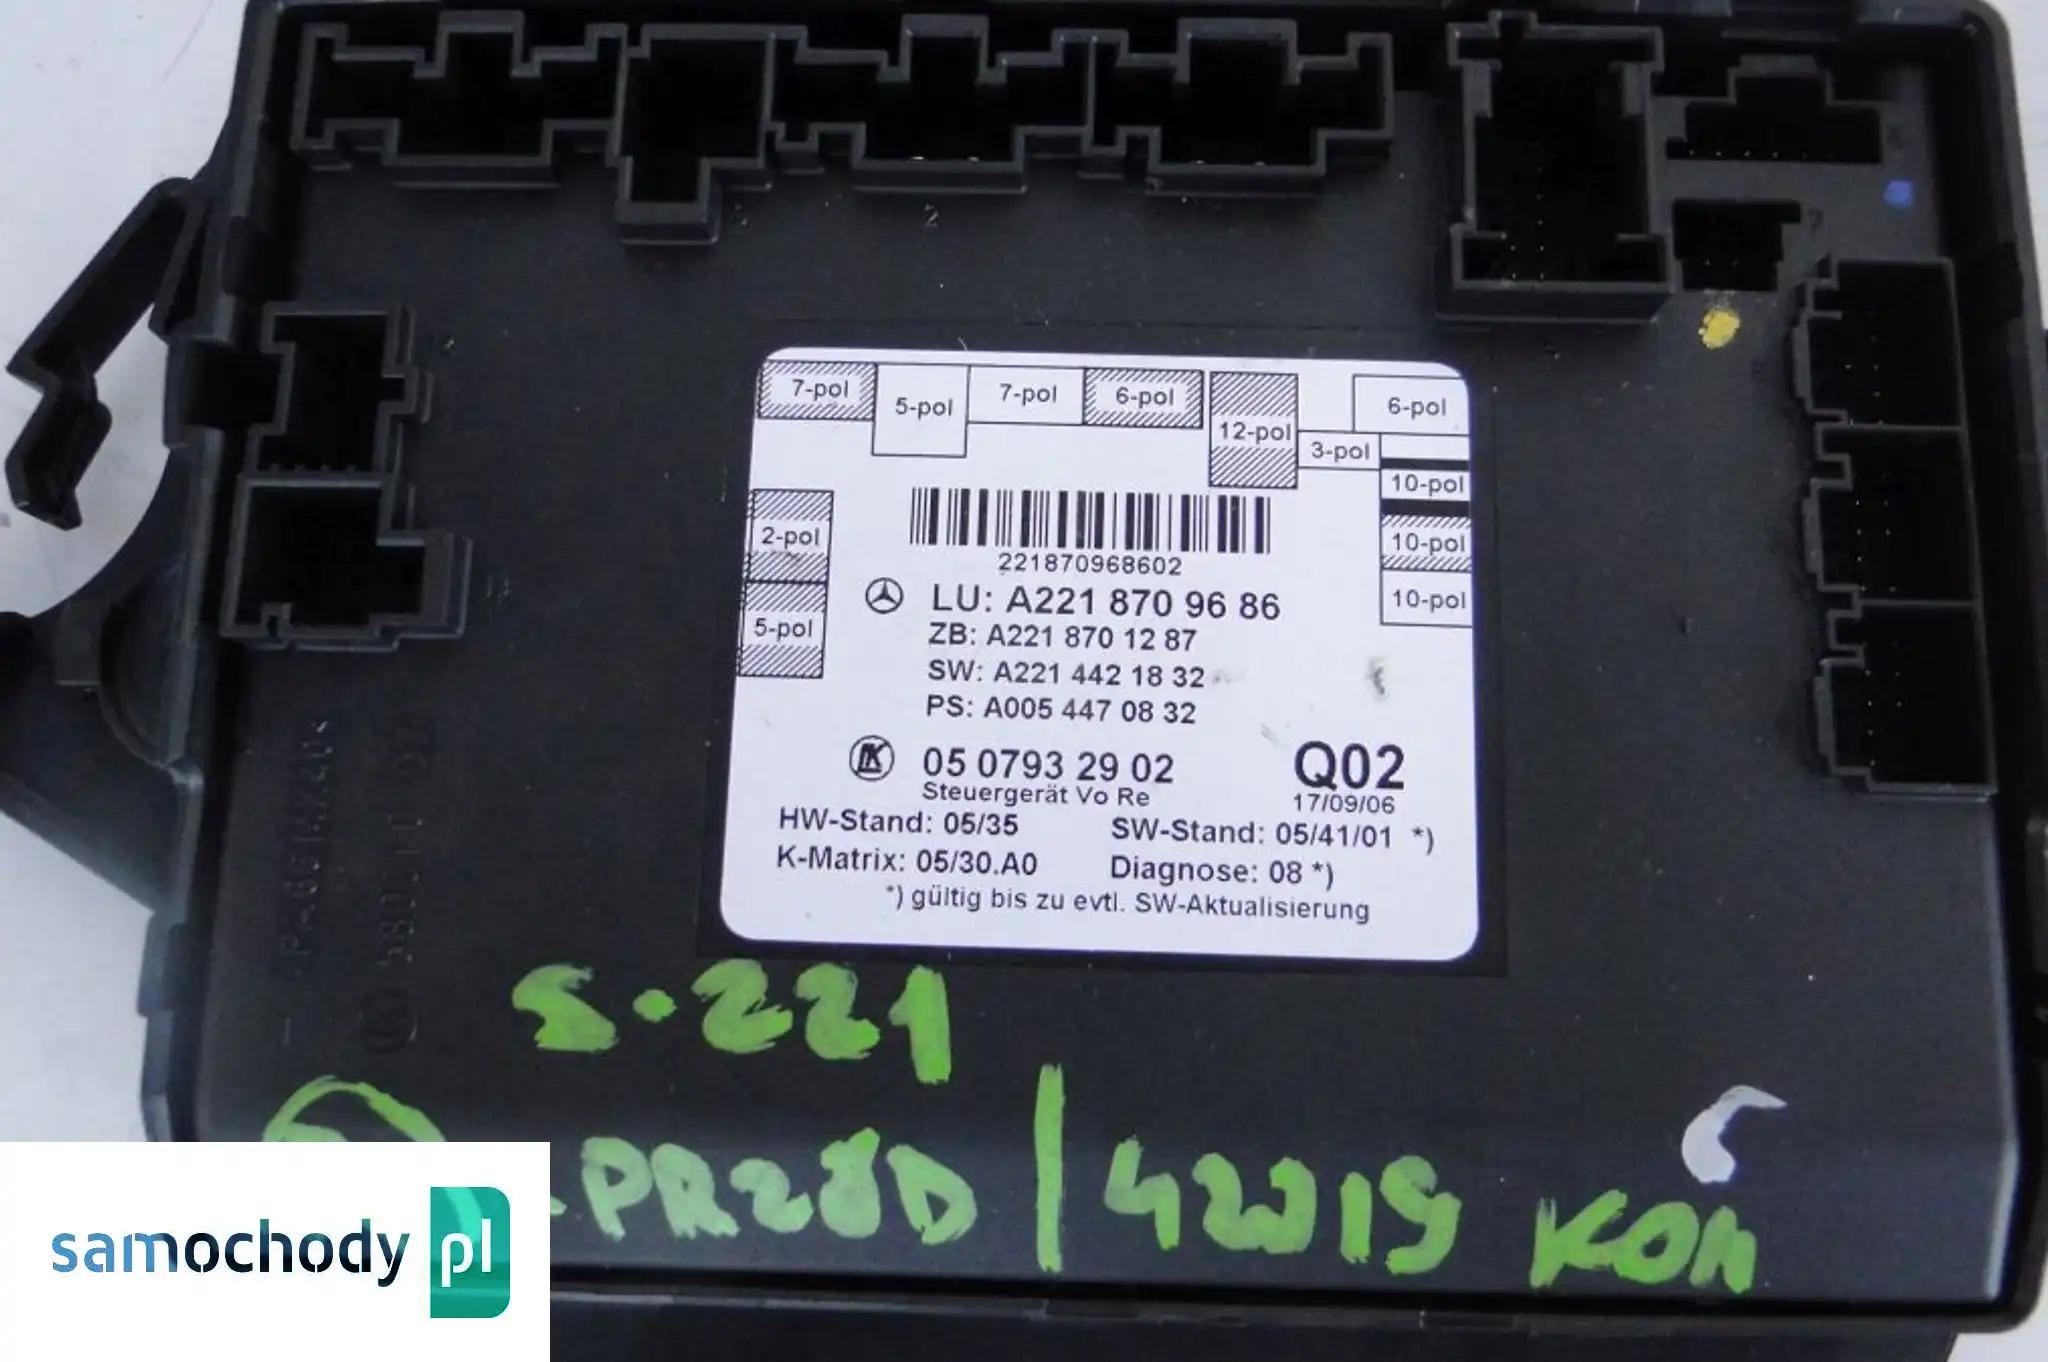 7-pol
5-pol
7-pol
6-pol
12-pol
3-pol
6-pol
10-pol
10-pol
10-pol
2-pol
5-pol
221870968602
LU: A221 870 96 86
ZB: A221 870 12 87
SW: A221 442 18 32
PS: A005 447 08 32
05 0793 29 02
Steuergerät Vo Re
Q02
17/09/06
HW-Stand: 05/35
SW-Stand: 05/41/01 *)
K-Matrix: 05/30.A0
Diagnose: 08 *)
*) gültig bis zu evtl. SW-Aktualisierung
S-221
samochody pl